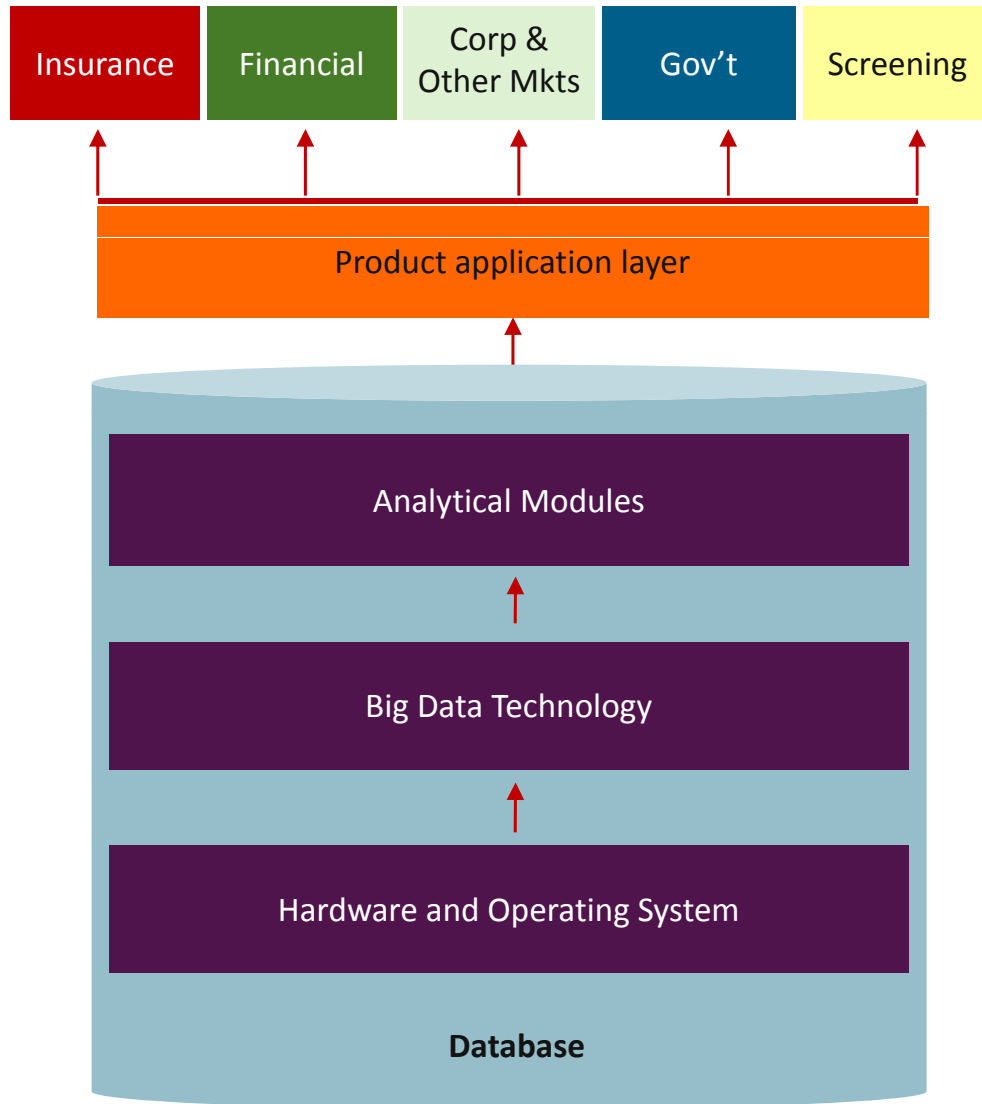 Insurance
Financial
Corp &
Other Mkts
Gov’t
Screening
Product application layer
Analytical Modules
Big Data Technology
Hardware and Operating System
Database